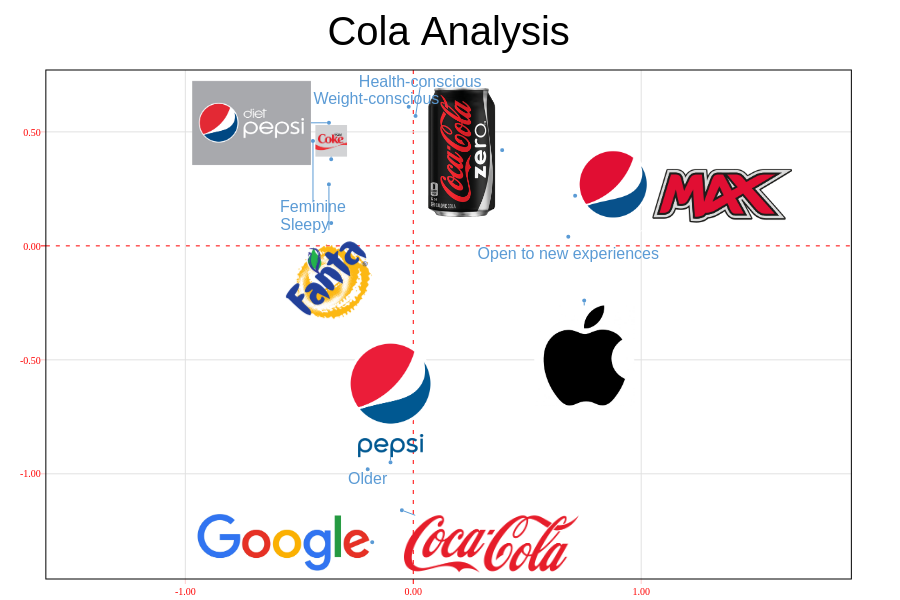 Cola Analysis
Health-conscious
Weight-conscious
diet
pepsi
Coke
Coca-Cola
zero
MAX
0.50
Feminine
Sleepy
0.00
Open to new experiences
Fanta
-0.50
pepsi
-1.00
Older
Google
Coca-Cola
-1.00
0.00
1.00